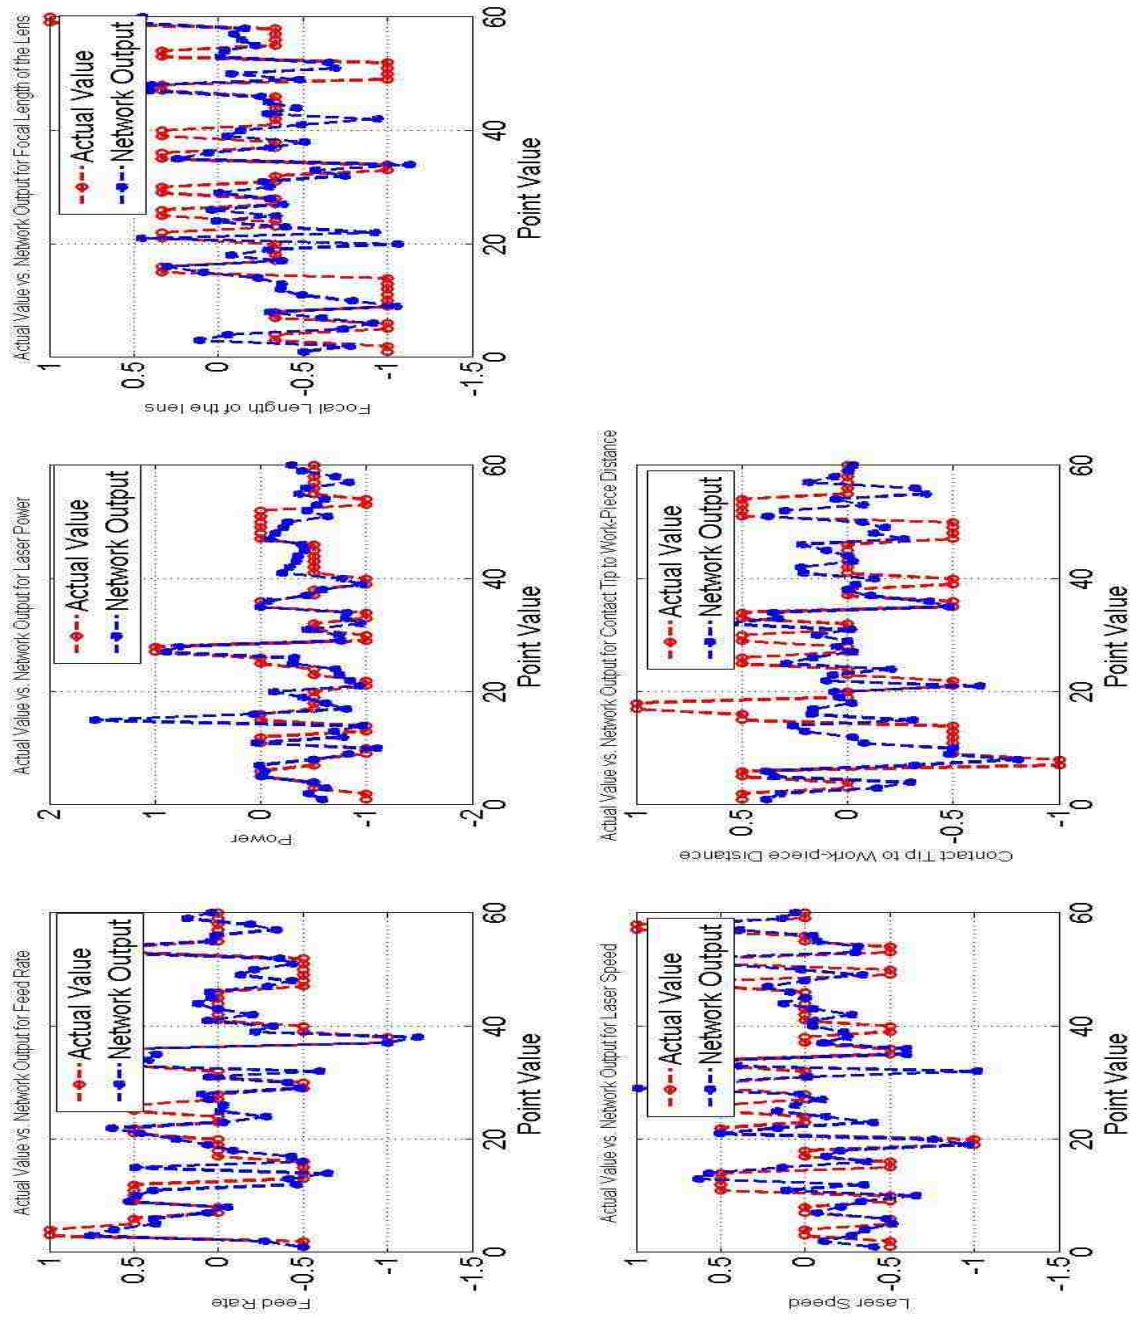 Actual Value vs. Network Output for Feed Rate
Actual Value
Network Output
Feed Rate
1
0.5
0
-0.5
-1
-1.5
0
20
40
60
Point Value
Actual Value vs. Network Output for Laser Power
Actual Value
Network Output
Power
2
1
0
-1
-2
0
20
40
60
Point Value
Actual Value vs. Network Output for Focal Length of the Lens
Actual Value
Network Output
Focal Length of the lens
1
0.5
0
-0.5
-1
-1.5
0
20
40
60
Point Value
Actual Value vs. Network Output for Laser Speed
Actual Value
Network Output
Laser Speed
1
0.5
0
-0.5
-1
-1.5
0
20
40
60
Point Value
Actual Value vs. Network Output for Contact Tip to Work-Piece Distance
Actual Value
Network Output
Contact Tip to Work-piece Distance
1
0.5
0
-0.5
-1
0
20
40
60
Point Value